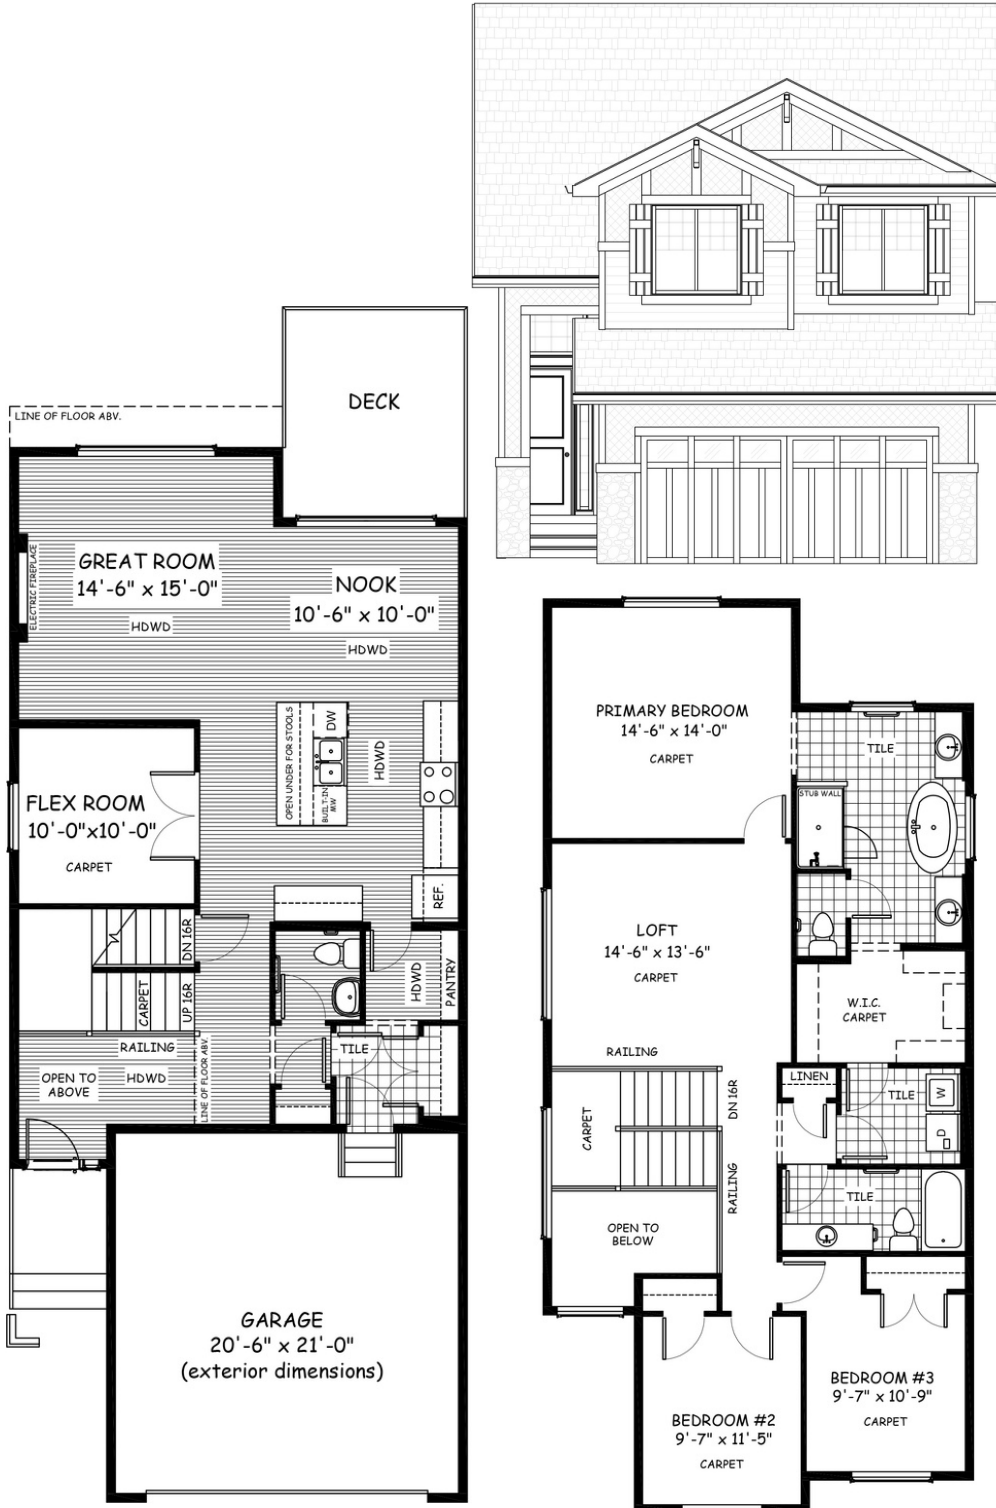 DECK
LINE OF FLOOR ABV.
ELECTRIC FIREPLACE
GREAT ROOM
14'-6" x 15'-0"
HDWD
NOOK
10'-6" x 10'-0"
HDWD
OPEN UNDER FOR STOOLS
DW
BUILT-IN
MW
HDWD
FLEX ROOM
10'-0"x10'-0"
CARPET
REF.
DN 16R
CARPET
UP 16R
HDWD
PANTRY
RAILING
HDWD
OPEN TO
ABOVE
LINE OF FLOOR ABV.
TILE
GARAGE
20'-6" x 21'-0"
(exterior dimensions)
PRIMARY BEDROOM
14'-6" x 14'-0"
CARPET
TILE
STUB WALL
LOFT
14'-6" x 13'-6"
CARPET
W.I.C.
CARPET
RAILING
LINEN
TILE
W
D
CARPET
DN 16R
RAILING
TILE
OPEN TO
BELOW
BEDROOM #3
9'-7" x 10'-9"
CARPET
BEDROOM #2
9'-7" x 11'-5"
CARPET